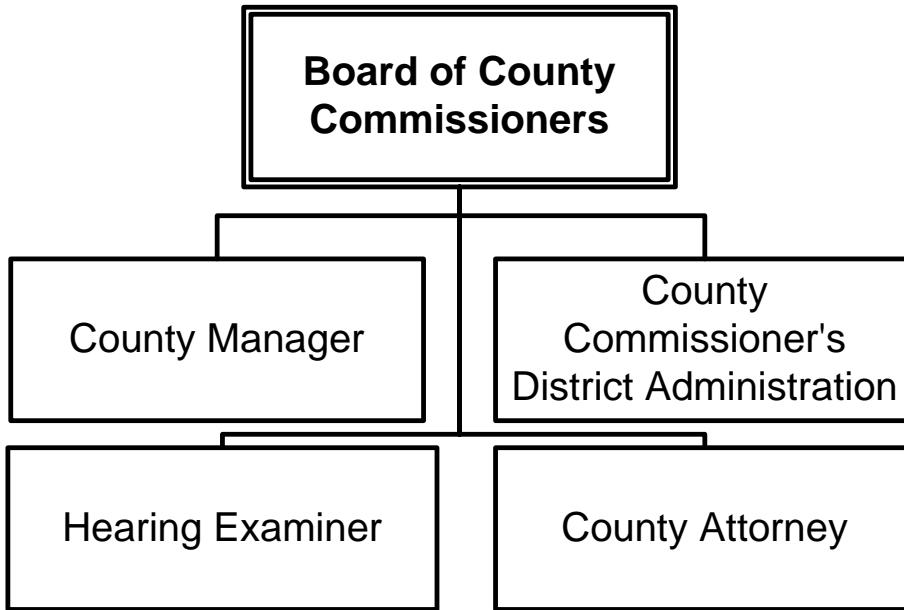 Board of County
Commissioners
County Manager
County
Commissioner's
District Administration
Hearing Examiner
County Attorney